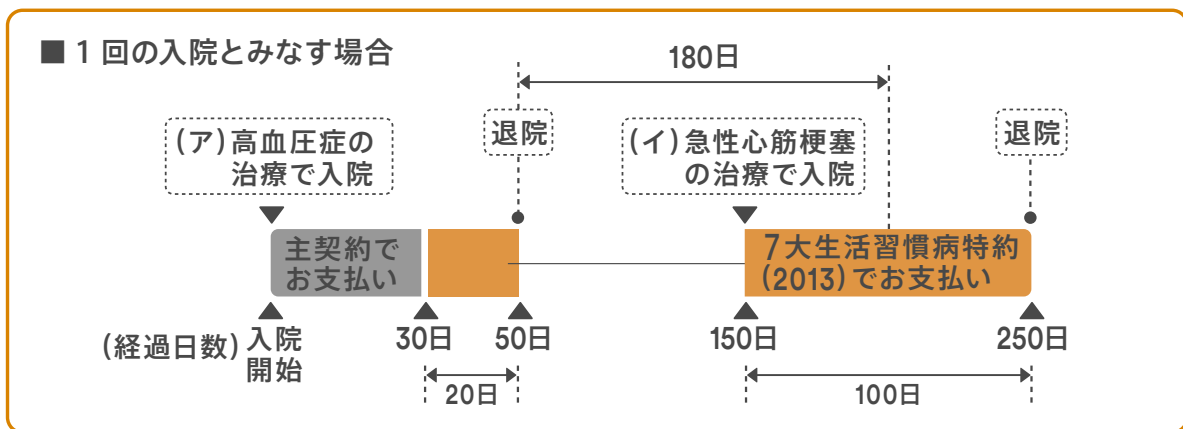 ■ 1 回の入院とみなす場合
180日
(ア)高血圧症の
治療で入院
退院
(イ)急性心筋梗塞
の治療で入院
退院
主契約で
お支払い
7大生活習慣病特約
(2013)でお支払い
(経過日数)
入院
開始
30日
50日
150日
250日
20日
100日